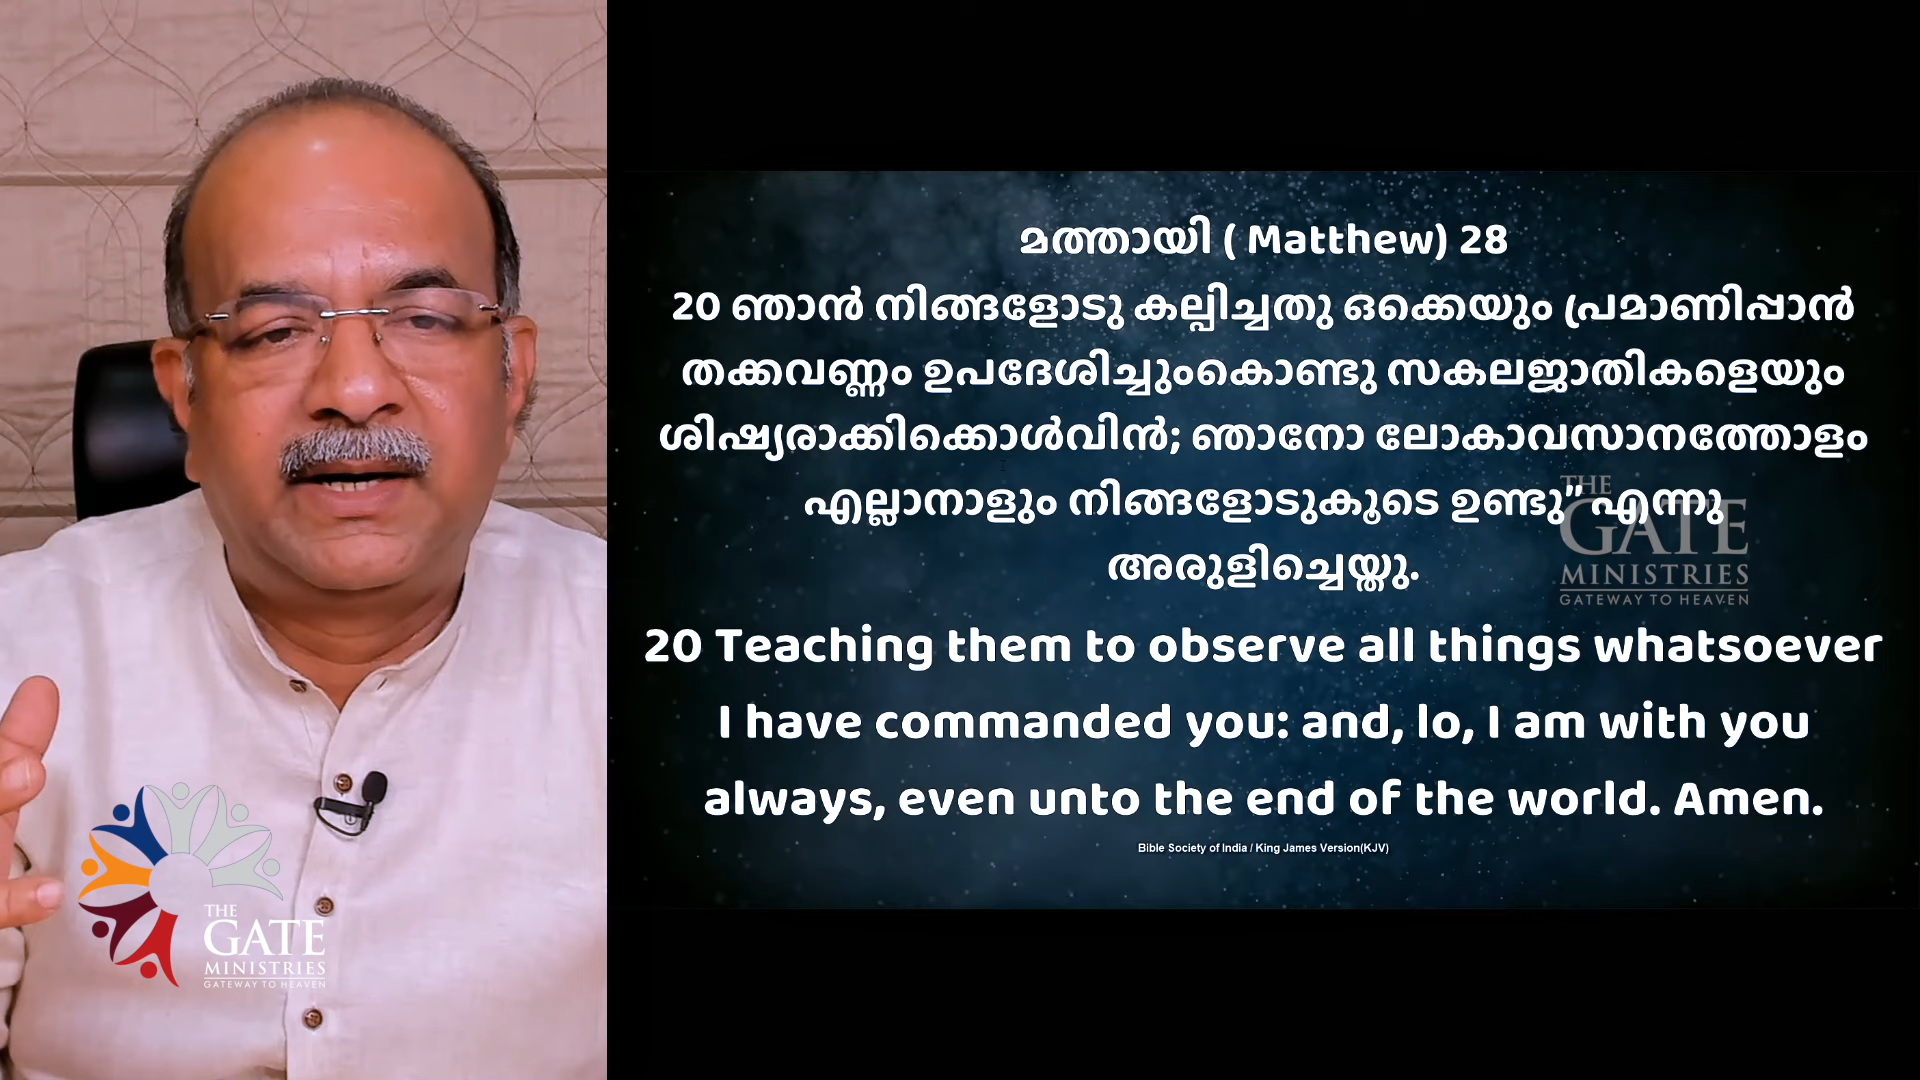 മത്തായി ( Matthew) 28
20 ഞാൻ നിങ്ങളോടു കല്പിച്ചതു ഒക്കെയും പ്രമാണിപ്പാൻ
തക്കവണ്ണം ഉപദേശിച്ചുംകൊണ്ടു സകലജാതികളെയും
ശിഷ്യരാക്കിക്കൊൾവിൻ; ഞാനോ ലോകാവസാനത്തോളം
എല്ലാനാളും നിങ്ങളോടുകൂടെ ഉണ്ടു” എന്നു
അരുളിച്ചെയ്തു.
20 Teaching them to observe all things whatsoever
I have commanded you: and, lo, I am with you
always, even unto the end of the world. Amen.
Bible Society of India / King James Version(KJV)
THE
GATE
MINISTRIES
GATEWAY TO HEAVEN
THE
GATE
MINISTRIES
GATEWAY TO HEAVEN